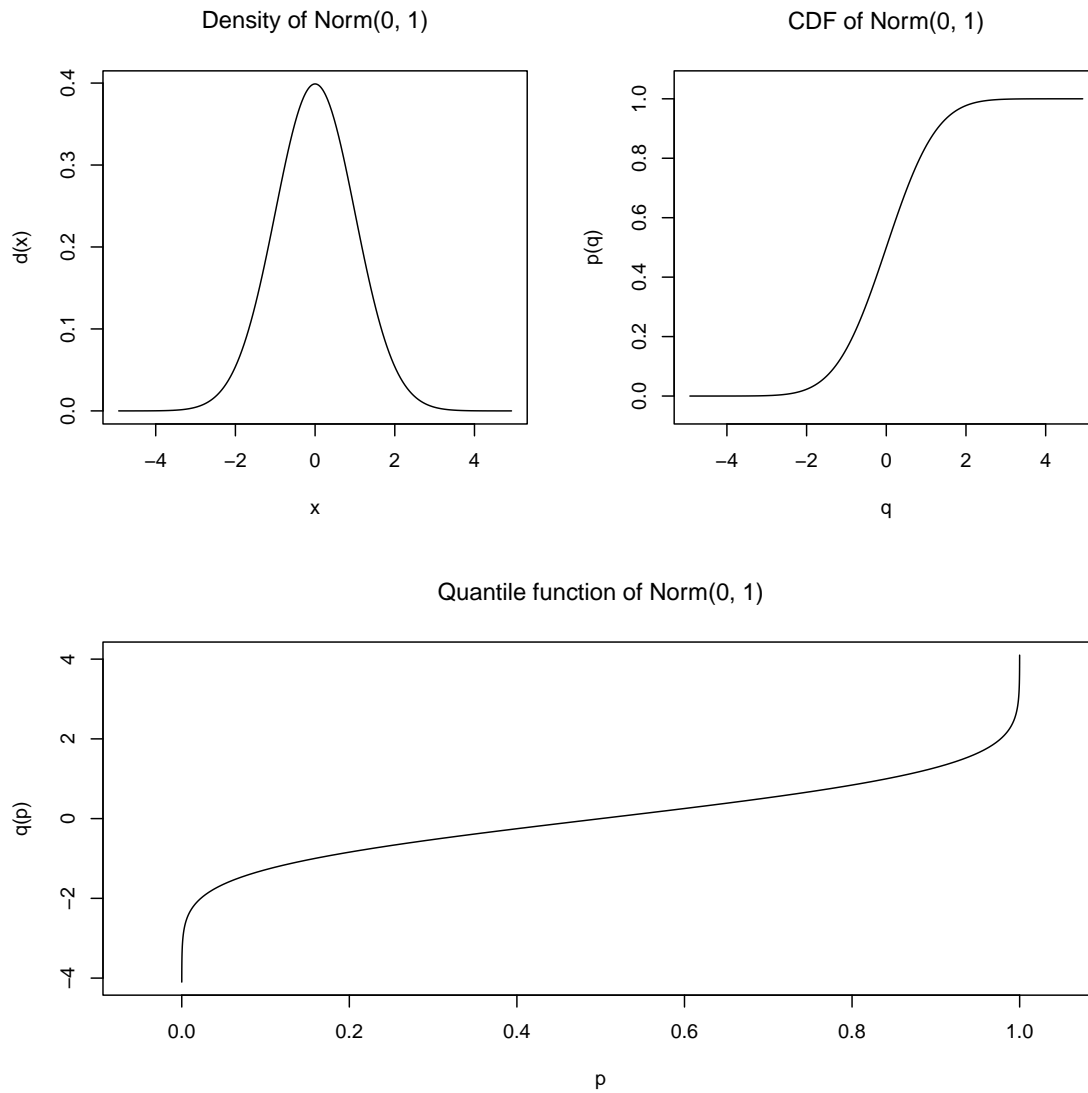 Density of Norm(0, 1)
d(x)
0.4
0.3
0.2
0.1
0.0
−4 −2 0 2 4
x
CDF of Norm(0, 1)
p(q)
1.0
0.8
0.6
0.4
0.2
0.0
−4 −2 0 2 4
q
Quantile function of Norm(0, 1)
q(p)
4
2
0
−2
−4
0.0 0.2 0.4 0.6 0.8 1.0
p